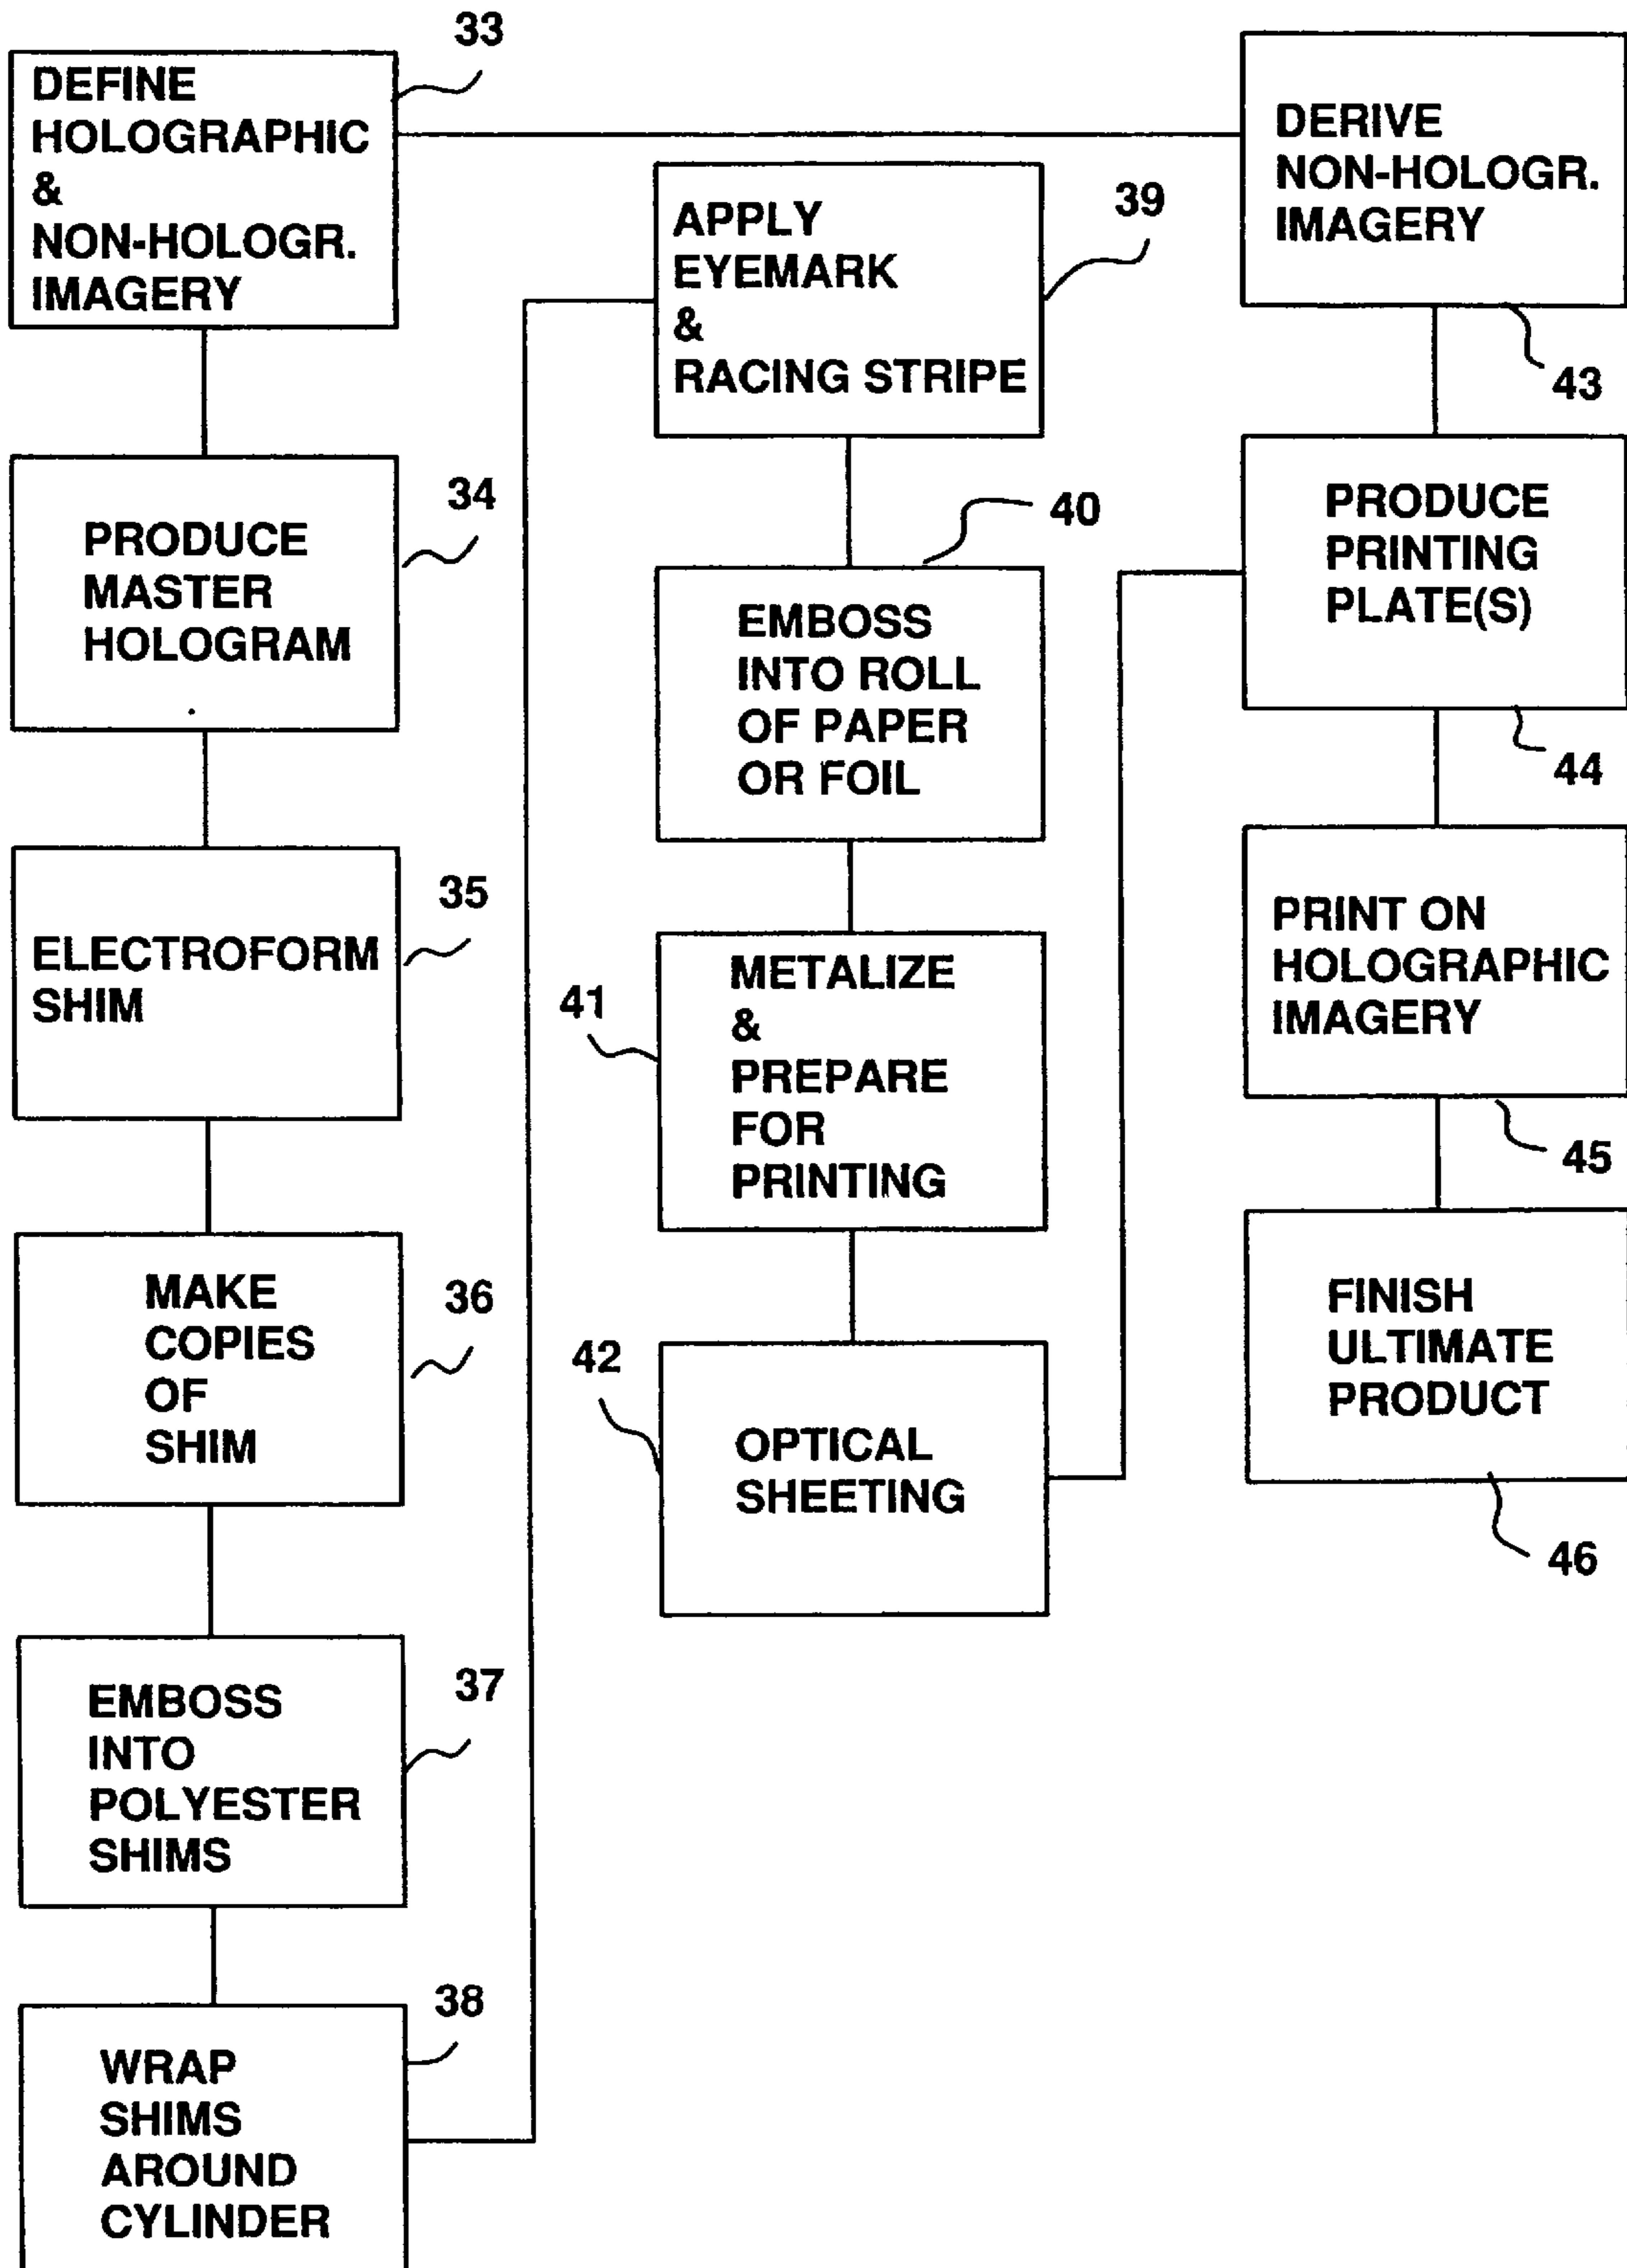 33
DEFINE
HOLOGRAPHIC
&
NON-HOLOGR.
IMAGERY
34
PRODUCE
MASTER
HOLOGRAM
35
ELECTROFORM
SHIM
36
MAKE
COPIES
OF
SHIM
37
EMBOSS
INTO
POLYESTER
SHIMS
38
WRAP
SHIMS
AROUND
CYLINDER
39
APPLY
EYEMARK
&
RACING STRIPE
40
EMBOSS
INTO ROLL
OF PAPER
OR FOIL
41
METALIZE
&
PREPARE
FOR
PRINTING
42
OPTICAL
SHEETING
DERIVE
NON-HOLOGR.
IMAGERY
43
PRODUCE
PRINTING
PLATE(S)
44
PRINT ON
HOLOGRAPHIC
IMAGERY
45
FINISH
ULTIMATE
PRODUCT
46